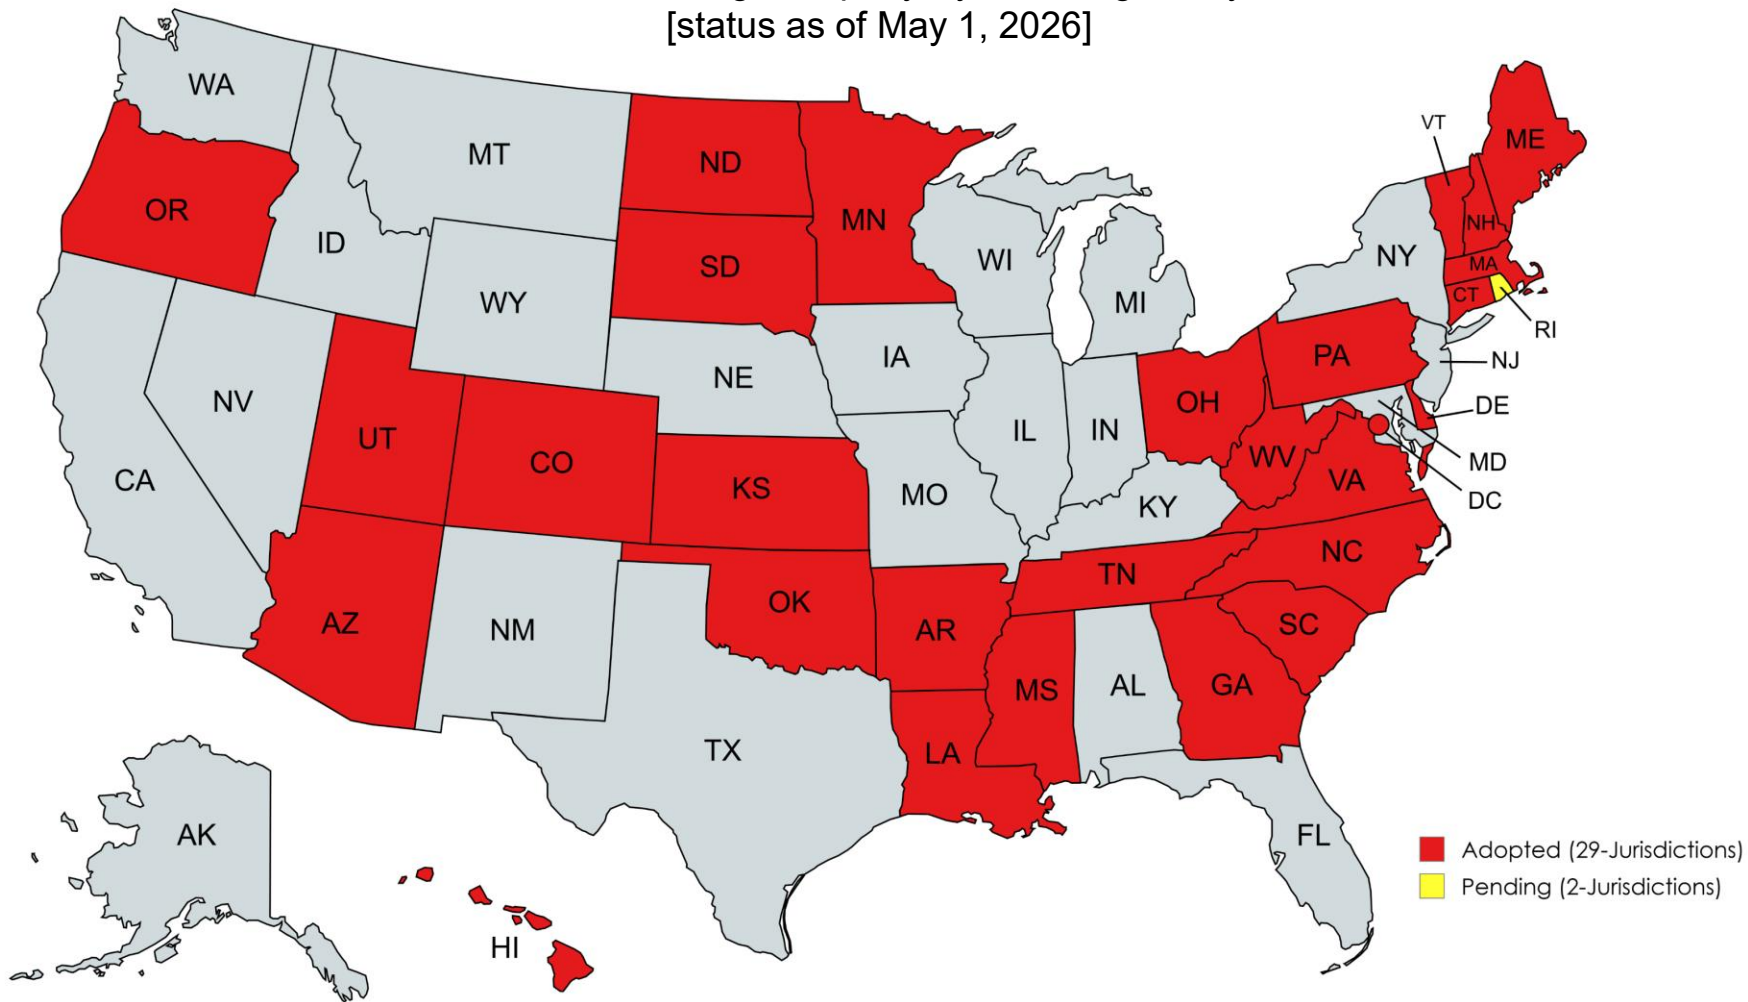 [status as of May 1, 2026]
WA
MT
ND
MN
VT
ME
OR
ID
SD
WI
NH
NY
MA
WY
MI
CT
RI
IA
PA
NJ
NE
NV
OH
DE
UT
CO
IL
IN
WV
MD
CA
KS
MO
VA
DC
KY
NC
TN
OK
AZ
NM
AR
SC
MS
AL
GA
TX
LA
AK
FL
HI
Adopted (29-Jurisdictions)
Pending (2-Jurisdictions)